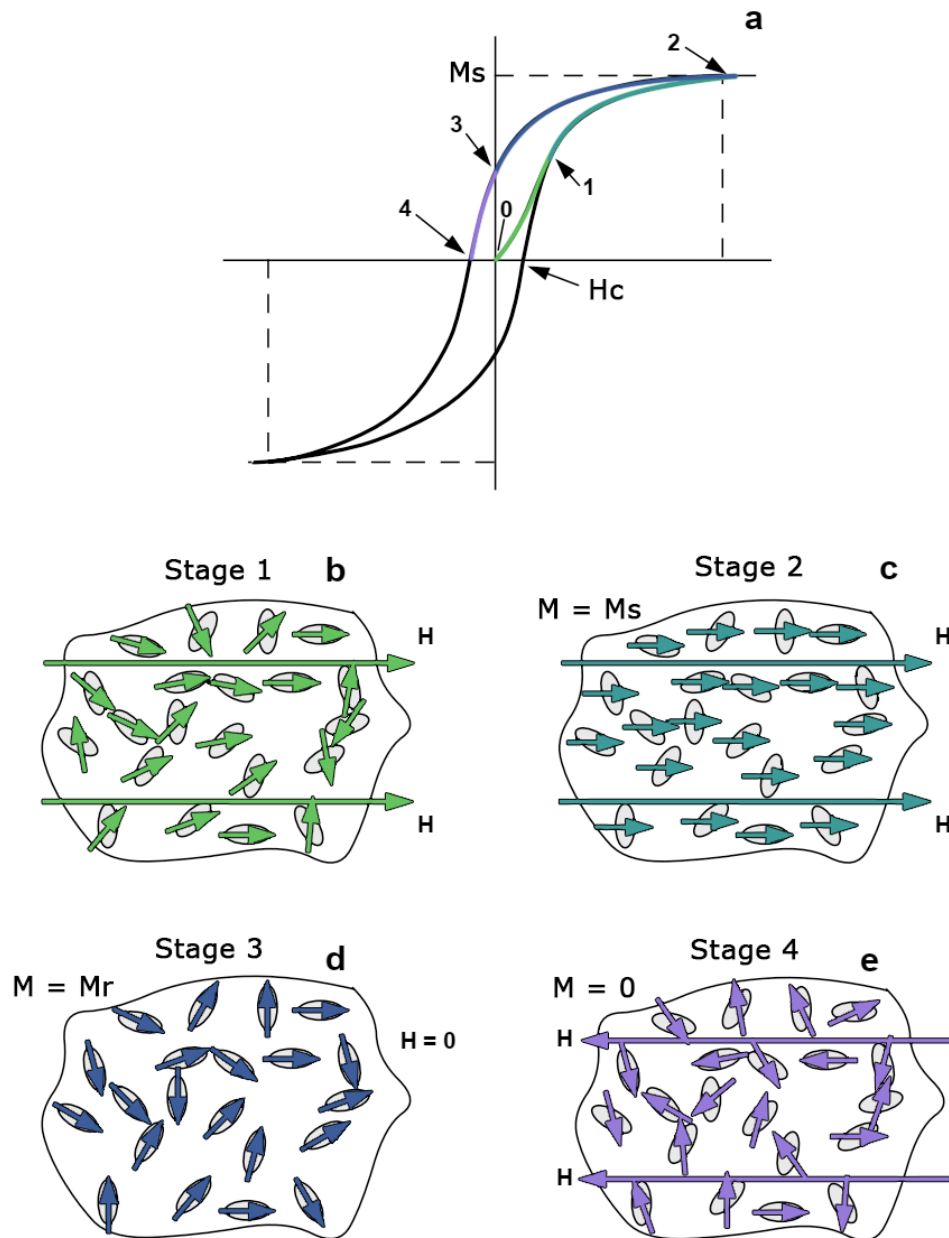 a
2
Ms
3
1
4
0
Hc
Stage 1 b
H
H
Stage 2 c
M = Ms
H
H
Stage 3 d
M = Mr
H = 0
Stage 4 e
M = 0
H
H